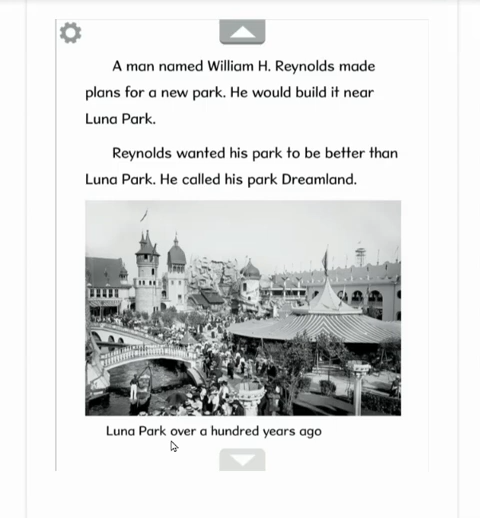 A man named William H. Reynolds made
plans for a new park. He would build it near
Luna Park.
Reynolds wanted his park to be better than
Luna Park. He called his park Dreamland.
Luna Park over a hundred years ago